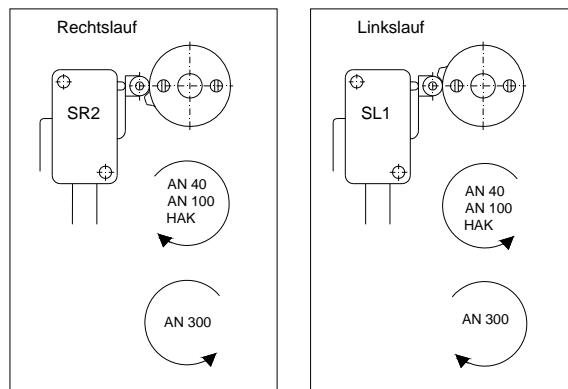 Rechtslauf
SR2
AN 40
AN 100
HAK
AN 300
Linkslauf
SL1
AN 40
AN 100
HAK
AN 300